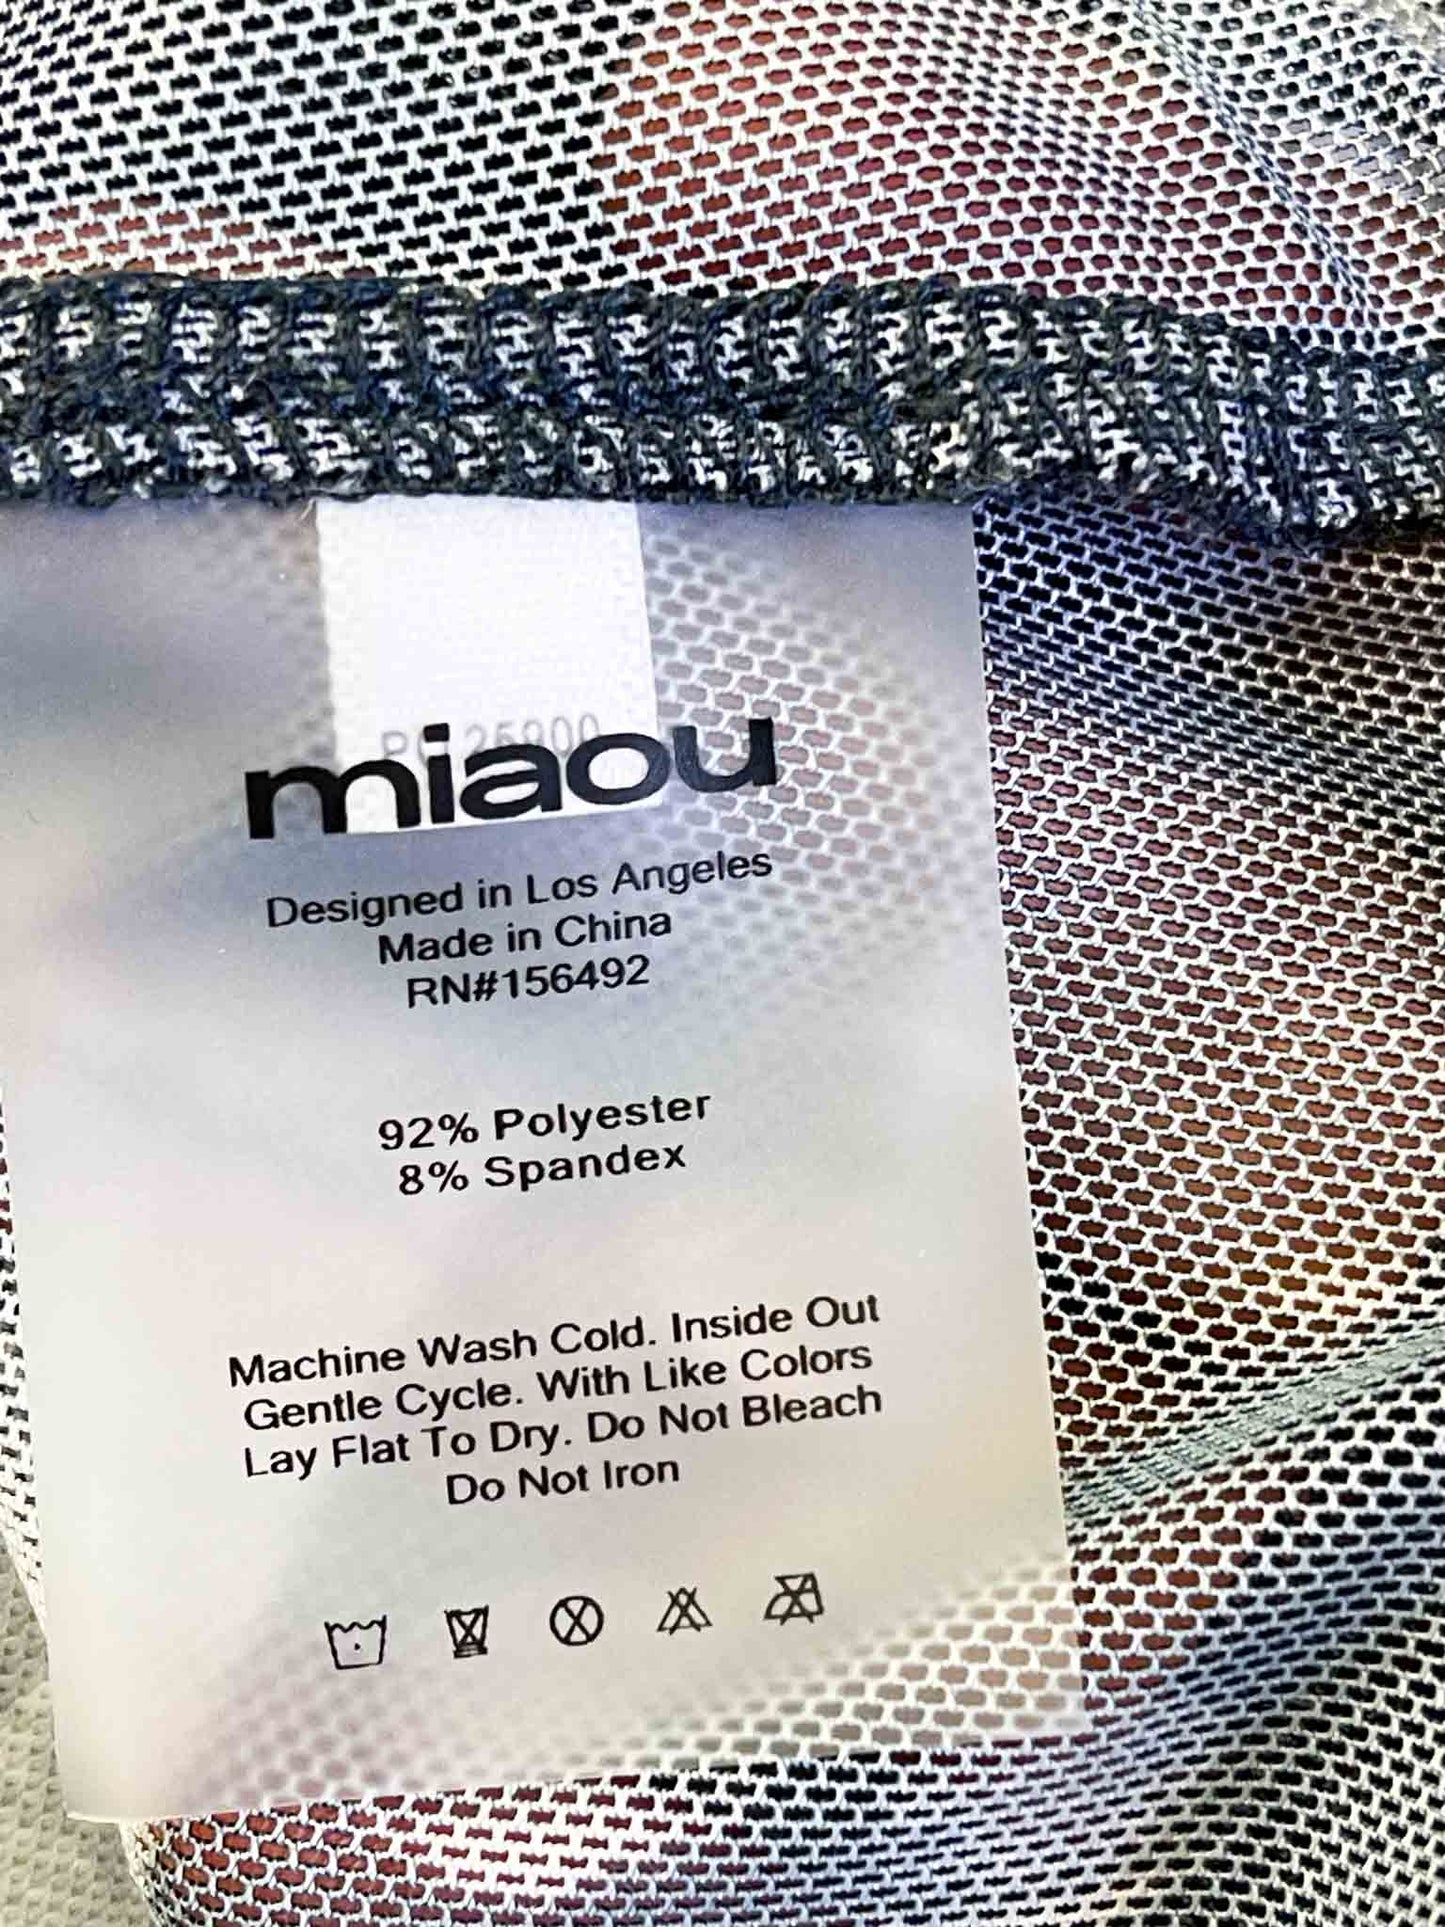 miaou
Designed in Los Angeles
Made in China
RN#156492
92% Polyester
8% Spandex
Machine Wash Cold. Inside Out
Gentle Cycle. With Like Colors
Lay Flat To Dry. Do Not Bleach
Do Not Iron